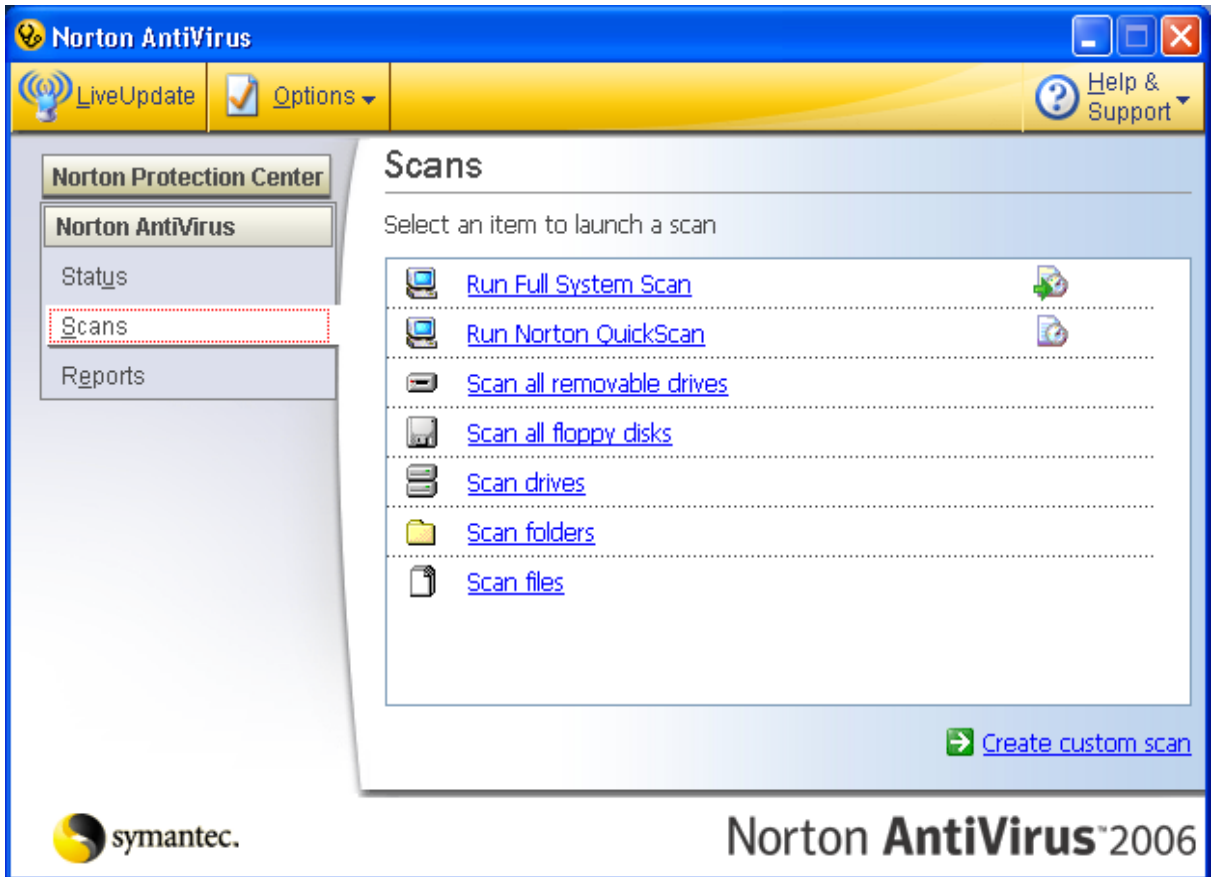 Norton AntiVirus
LiveUpdate
Options
Help &
Support
Norton Protection Center
Norton AntiVirus
Status
Scans
Reports
Scans
Select an item to launch a scan
Run Full System Scan
Run Norton QuickScan
Scan all removable drives
Scan all floppy disks
Scan drives
Scan folders
Scan files
Create custom scan
symantec.
Norton AntiVirus™ 2006